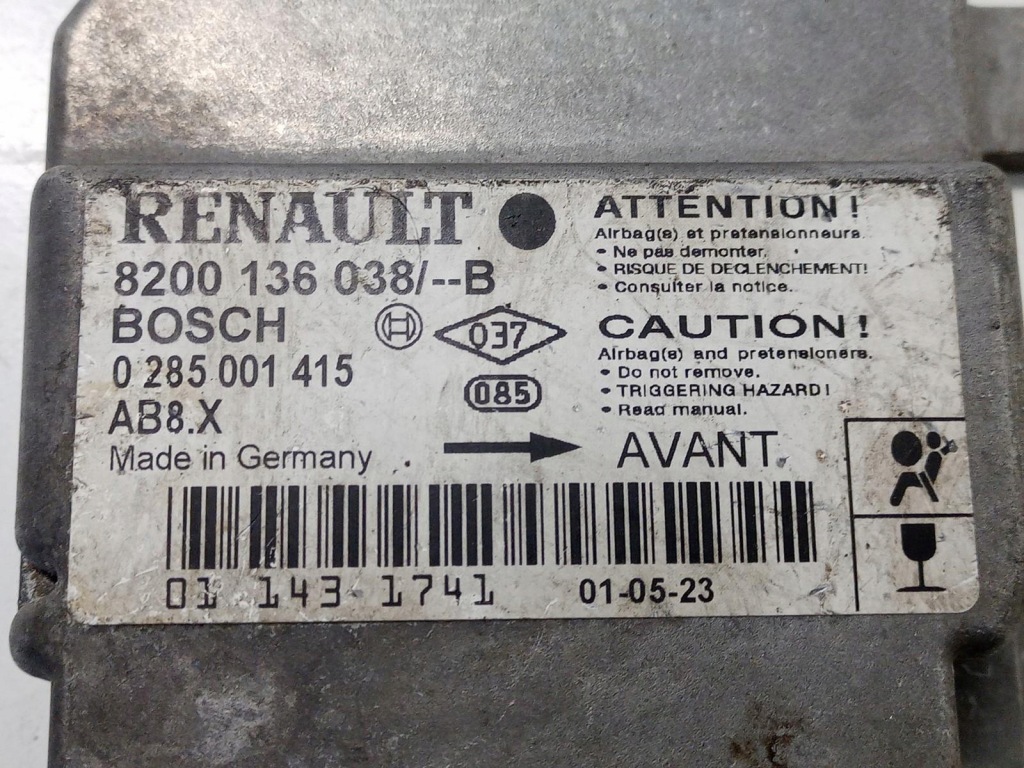 RENAULT
8200 136 038/--B
BOSCH
037
0 285 001 415
085
AB8.X
Made in Germany
ATTENTION!
Airbag(s) et pretensionneurs.
• Ne pas demonter.
• RISQUE DE DECLENCHEMENT!
• Consulter la notice.
CAUTION!
Airbag(s) and pretensioners.
• Do not remove.
• TRIGGERING HAZARD!
• Read manual.
AVANT
01 143 1741
01-05-23